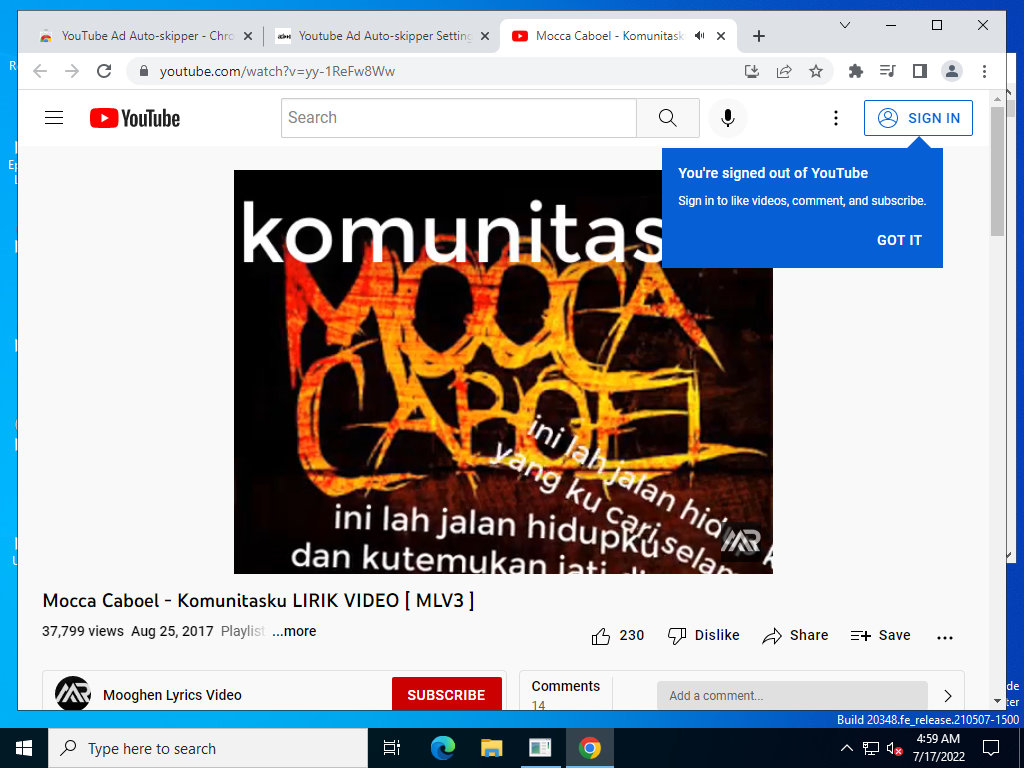 YouTube Ad Auto-skipper - Chro
Youtube Ad Auto-skipper Setting
Mocca Caboel - Komunitask
youtube.com/watch?v=yy-1ReFw8Ww
YouTube
Search
SIGN IN
You're signed out of YouTube
Sign in to like videos, comment, and subscribe.
GOT IT
komunitas
MOCCA
CABOEL
ini lah jalan hid
yang ku cari selan
ini lah jalan hidupku
dan kutemukan jati di
MR
Mocca Caboel - Komunitasku LIRIK VIDEO [ MLV3 ]
37,799 views Aug 25, 2017 Playlist ...more
230 Dislike Share Save
Mooghen Lyrics Video
SUBSCRIBE
Comments
14
Add a comment...
Build 20348.fe_release.210507-1500
Type here to search
4:59 AM
7/17/2022